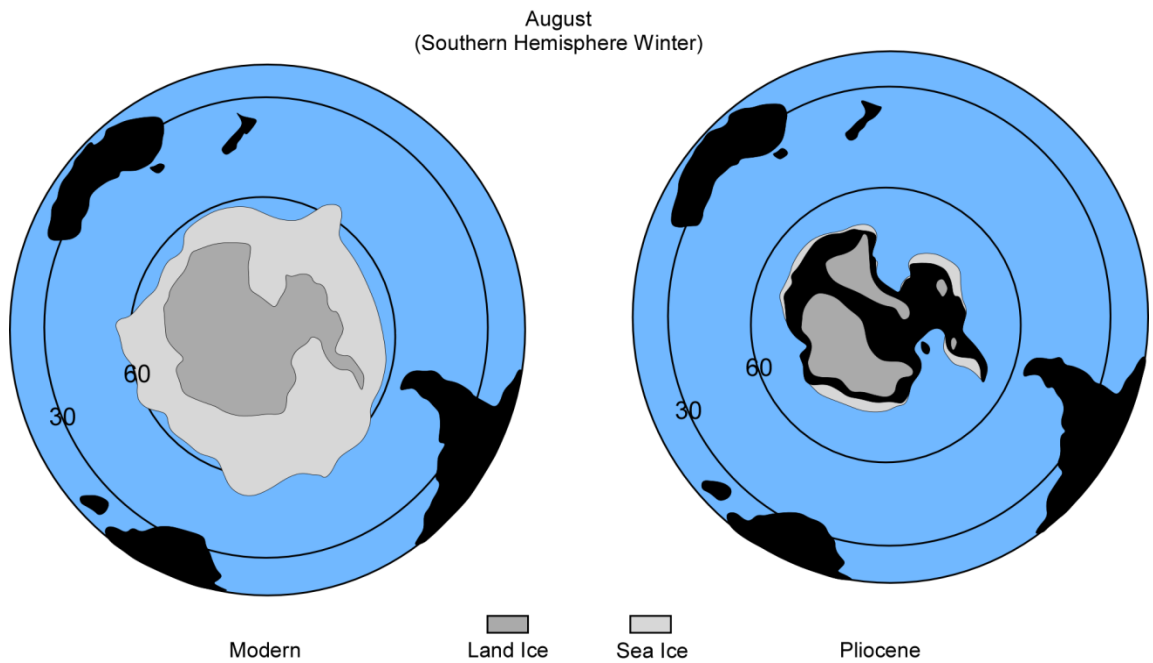 August
(Southern Hemisphere Winter)
60
30
60
30
Modern
Land Ice
Sea Ice
Pliocene